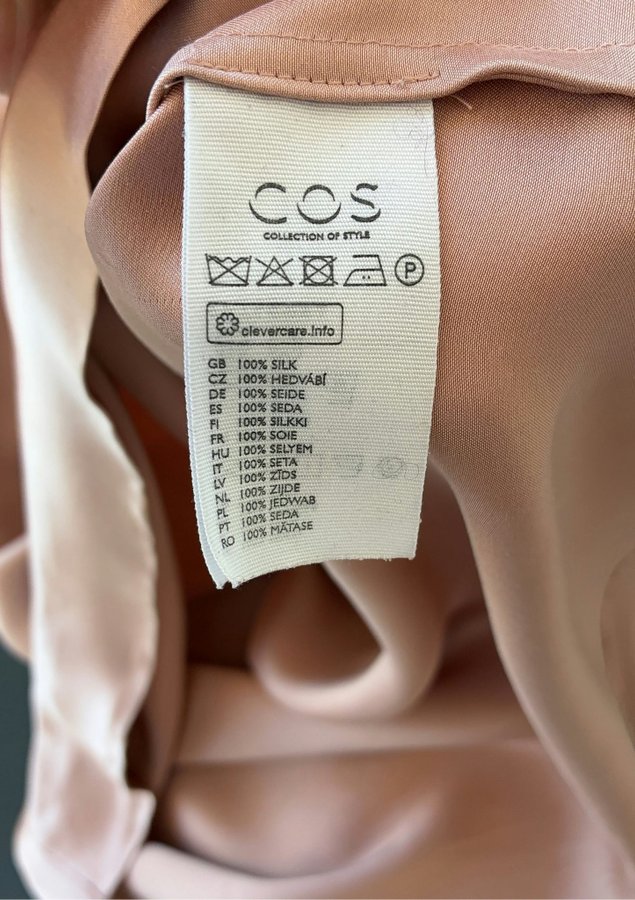 COS
COLLECTION OF STYLE
P
clevercare.info
GB 100% SILK
CZ 100% HEDVÁBÍ
DE 100% SEIDE
ES 100% SEDA
FI 100% SILKKI
FR 100% SOIE
HU 100% SELYEM
IT 100% SETA
LV 100% ZĪDS
NL 100% ZIJDE
PL 100% JEDWAB
PT 100% SEDA
RO 100% MĂTASE